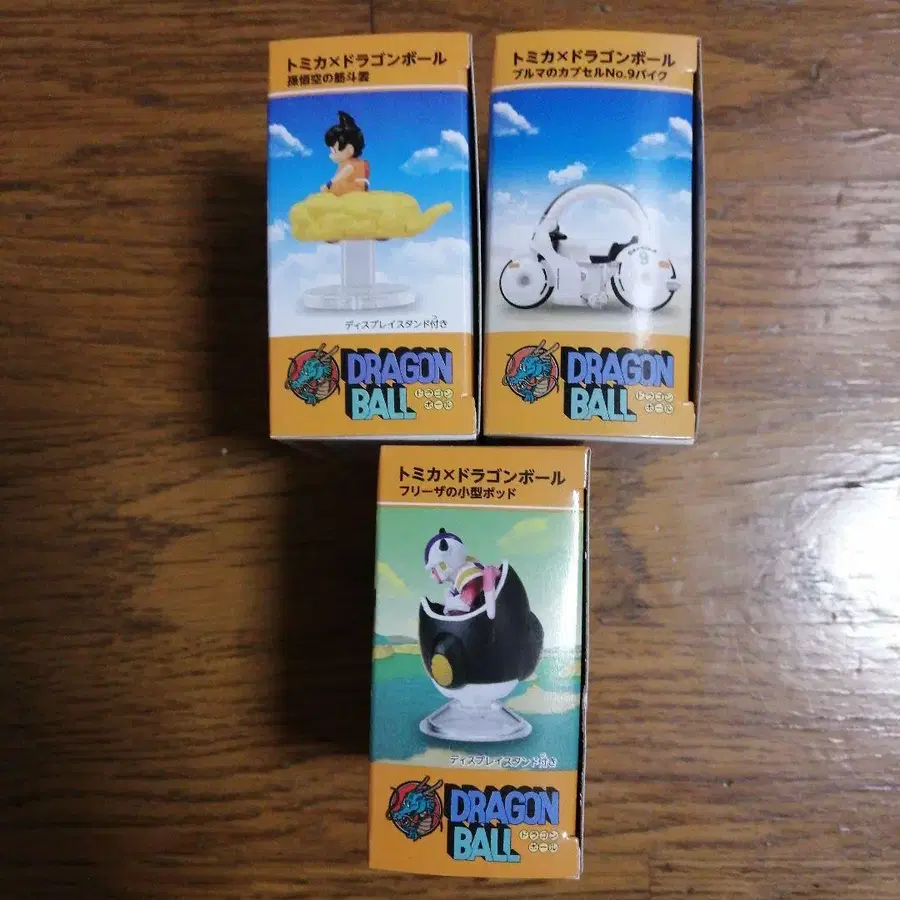 トミカ×ドラゴンボール
孫悟空の筋斗雲
ディスプレイスタンド付き
DRAGON
BALL
ドラゴン
ボール
トミカ×ドラゴンボール
ブルマのカプセルNo.9バイク
9
DRAGON
BALL
ドラゴン
ボール
トミカ×ドラゴンボール
フリーザの小型ポッド
ディスプレイスタンド付き
DRAGON
BALL
ドラゴン
ボール